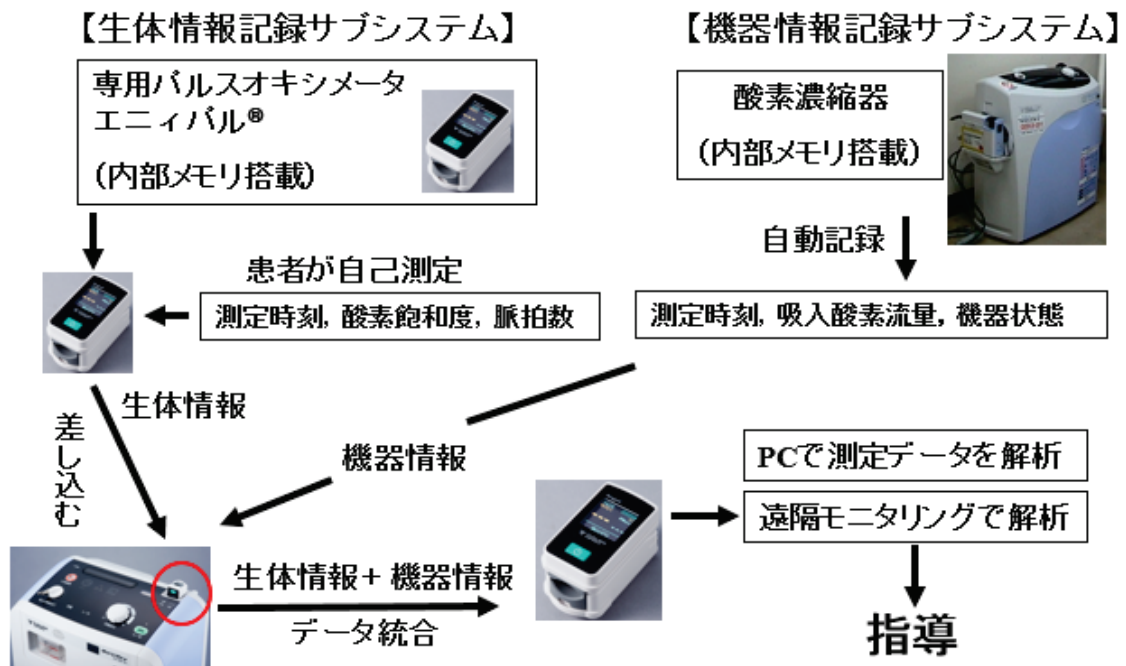 【生体情報記録サブシステム】
専用パルスオキシメータ
エニィパル®
(内部メモリ搭載)
患者が自己測定
測定時刻, 酸素飽和度, 脈拍数
生体情報
差し込む
【機器情報記録サブシステム】
酸素濃縮器
(内部メモリ搭載)
自動記録
測定時刻, 吸入酸素流量, 機器状態
機器情報
生体情報+ 機器情報
データ統合
PCで測定データを解析
遠隔モニタリングで解析
指導